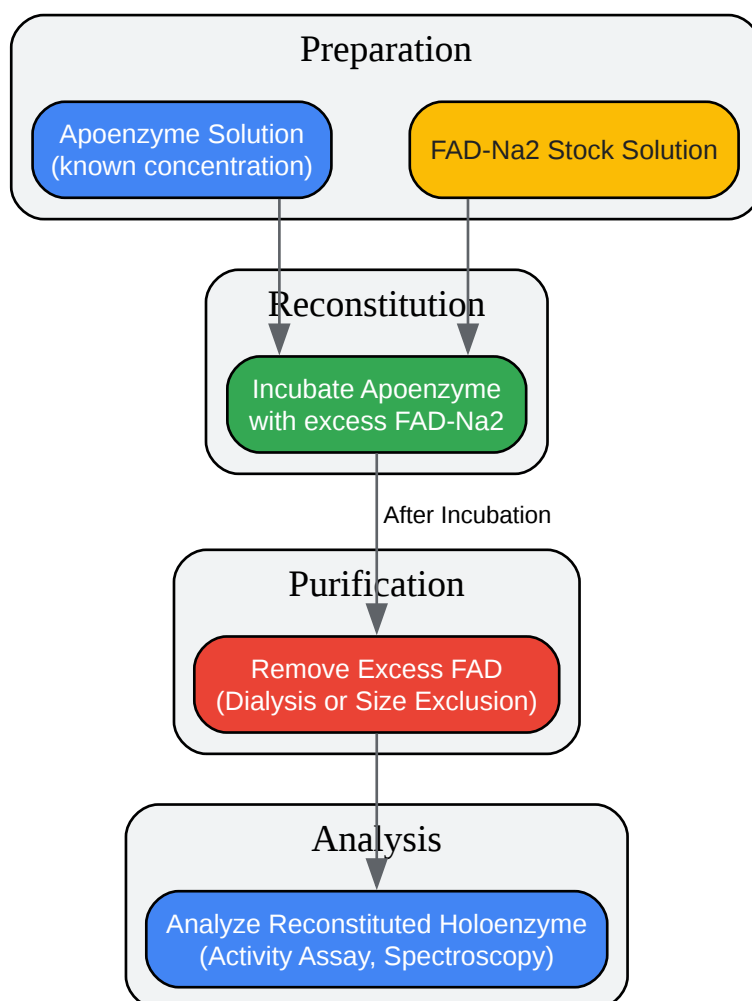 Preparation
Apoenzyme Solution
(known concentration)
FAD-Na2 Stock Solution
Reconstitution
Incubate Apoenzyme
with excess FAD-Na2
After Incubation
Purification
Remove Excess FAD
(Dialysis or Size Exclusion)
Analysis
Analyze Reconstituted Holoenzyme
(Activity Assay, Spectroscopy)